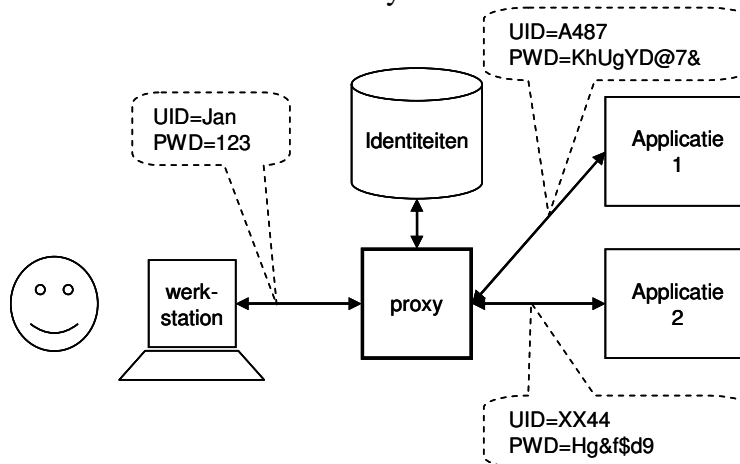 UID=A487
PWD=KhUgYD@7&
UID=Jan
PWD=123
Identiteiten
Applicatie
1
werk-
station
proxy
Applicatie
2
UID=XX44
PWD=Hg&f$d9